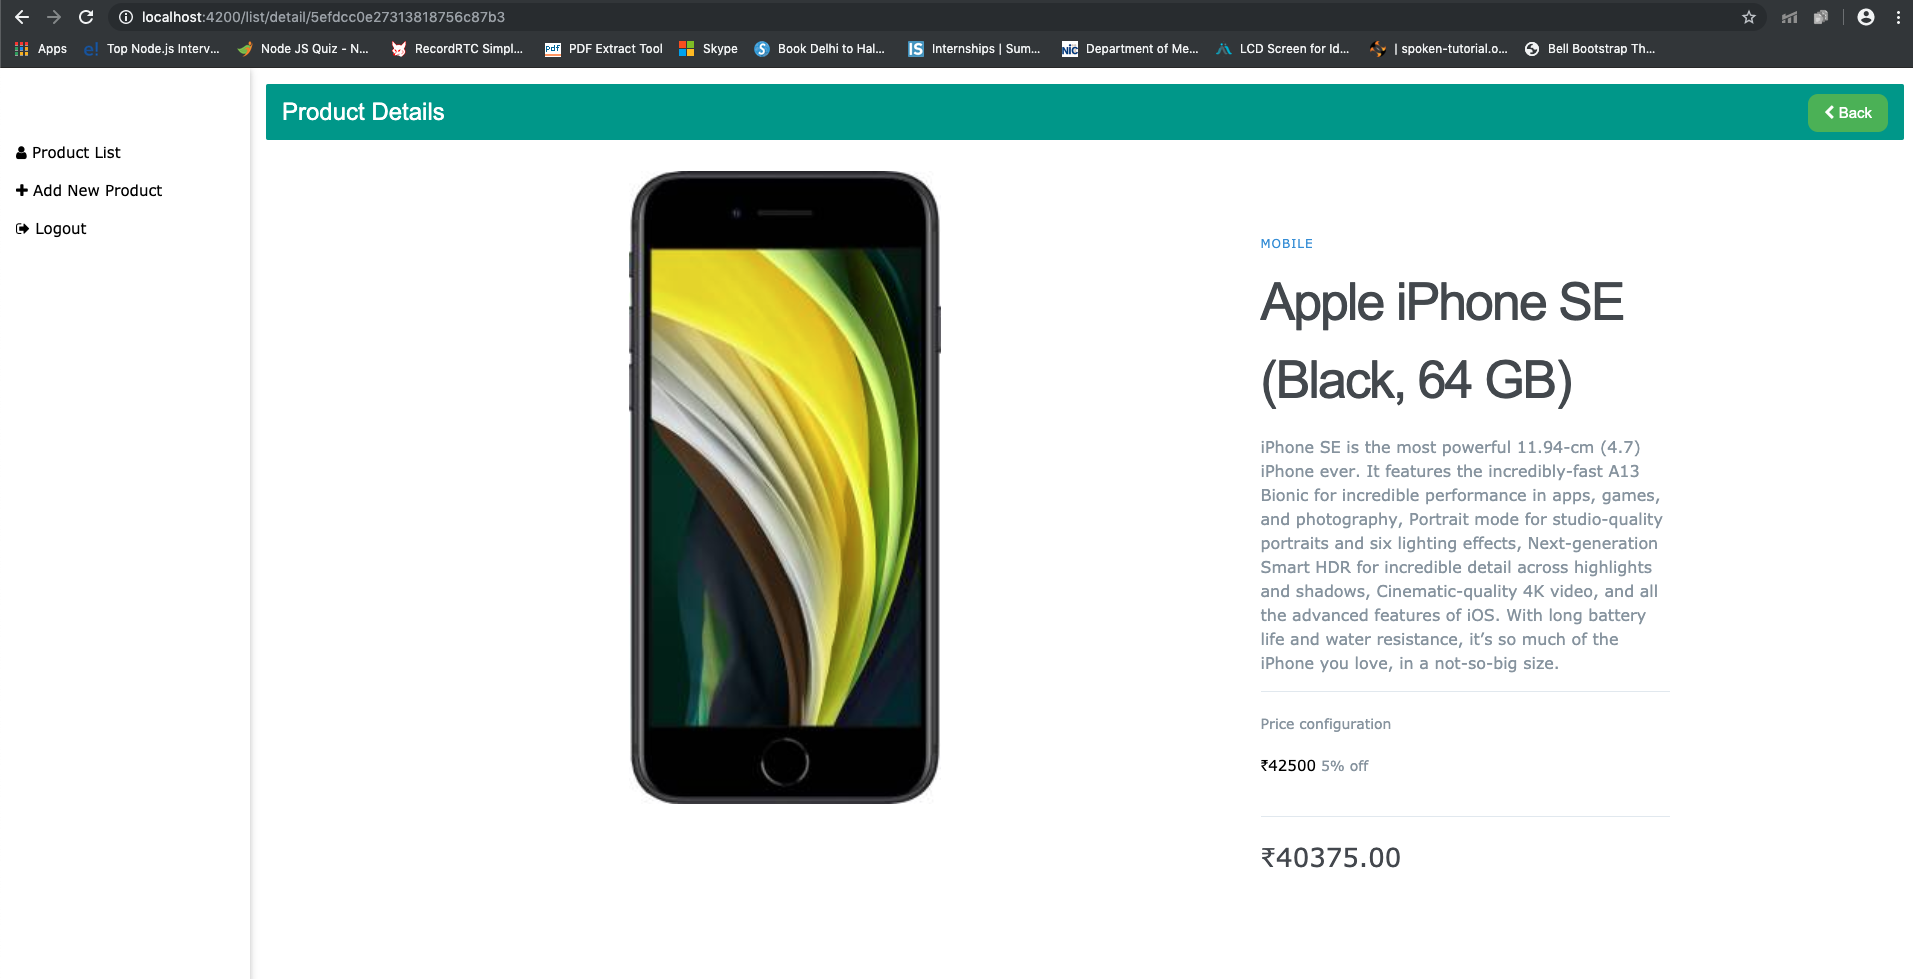 localhost:4200/list/detail/5efdcc0e27313818756c87b3
Apps
e! Top Node.js Interv...
Node JS Quiz - N...
RecordRTC Simpl...
pdf PDF Extract Tool
Skype
S Book Delhi to Hal...
IS Internships | Sum...
NIC Department of Me...
LCD Screen for Id...
| spoken-tutorial.o...
Bell Bootstrap Th...
Product Details
Back
Product List
Add New Product
Logout
MOBILE
Apple iPhone SE
(Black, 64 GB)
iPhone SE is the most powerful 11.94-cm (4.7)
iPhone ever. It features the incredibly-fast A13
Bionic for incredible performance in apps, games,
and photography, Portrait mode for studio-quality
portraits and six lighting effects, Next-generation
Smart HDR for incredible detail across highlights
and shadows, Cinematic-quality 4K video, and all
the advanced features of iOS. With long battery
life and water resistance, it’s so much of the
iPhone you love, in a not-so-big size.
Price configuration
₹42500 5% off
₹40375.00